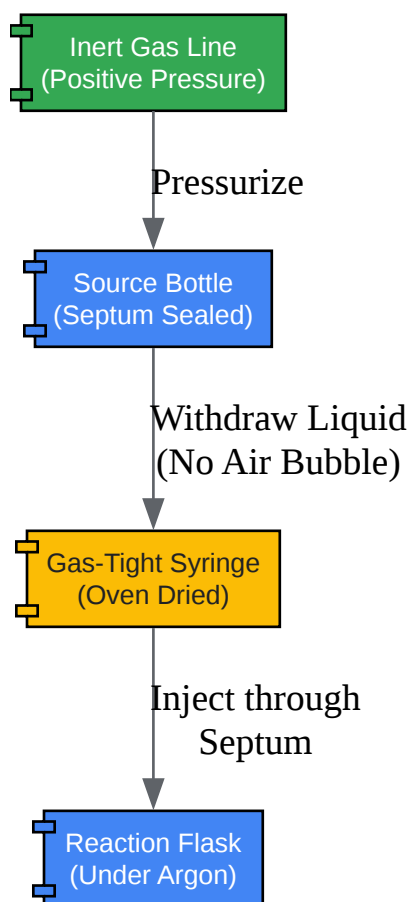 Inert Gas Line
(Positive Pressure)
Pressurize
Source Bottle
(Septum Sealed)
Withdraw Liquid
(No Air Bubble)
Gas-Tight Syringe
(Oven Dried)
Inject through
Septum
Reaction Flask
(Under Argon)